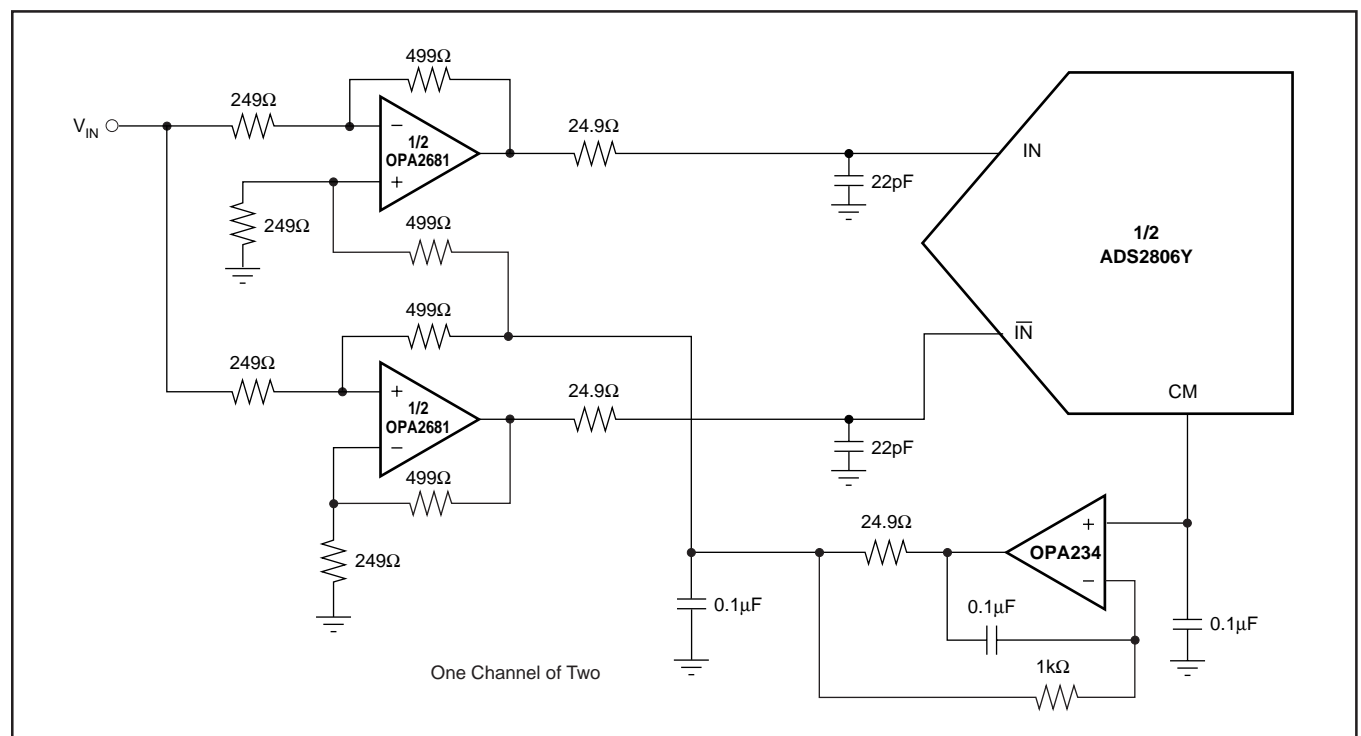 499Ω
249Ω
V_IN
1/2
OPA2681
−
+
24.9Ω
IN
22pF
249Ω
499Ω
1/2
ADS2806Y
499Ω
249Ω
I̅N̅
+
1/2
OPA2681
−
24.9Ω
CM
22pF
499Ω
249Ω
24.9Ω
+
OPA234
−
0.1µF
0.1µF
0.1µF
1kΩ
One Channel of Two